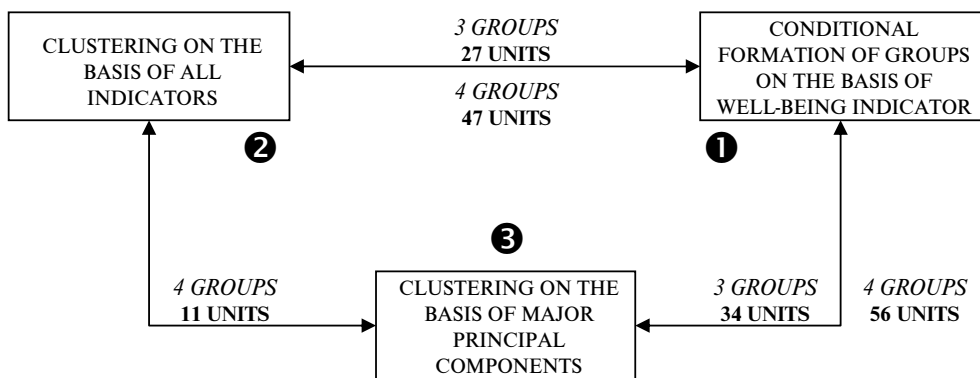 CLUSTERING ON THE
BASIS OF ALL
INDICATORS
3 GROUPS
27 UNITS
4 GROUPS
47 UNITS
CONDITIONAL
FORMATION OF GROUPS
ON THE BASIS OF
WELL-BEING INDICATOR
❷
❶
❸
4 GROUPS
11 UNITS
CLUSTERING ON THE
BASIS OF MAJOR
PRINCIPAL
COMPONENTS
3 GROUPS
34 UNITS
4 GROUPS
56 UNITS